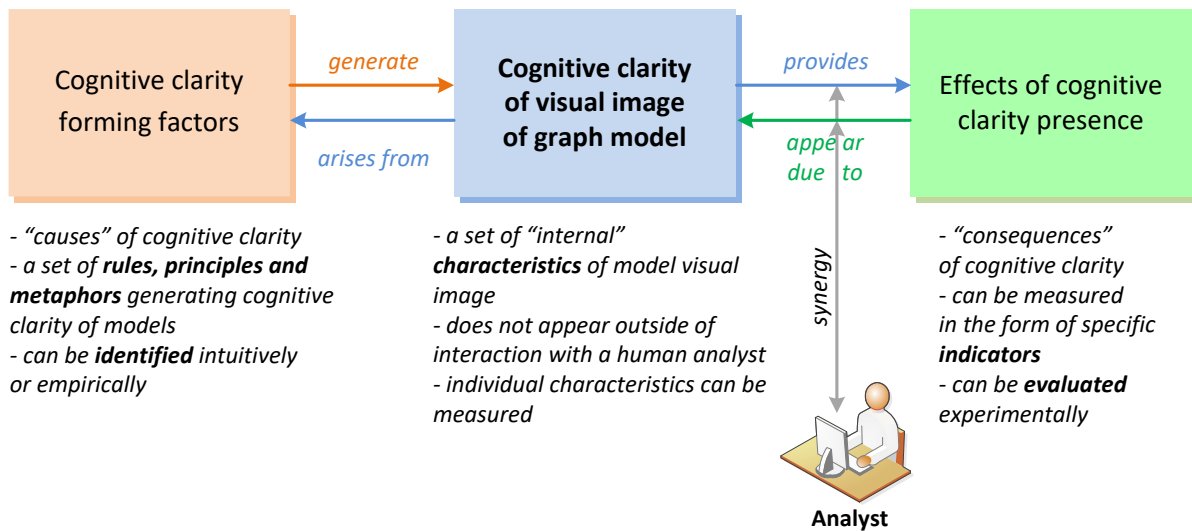 Cognitive clarity
forming factors
generate
arises from
Cognitive clarity
of visual image
of graph model
provides
appear
due to
Effects of cognitive
clarity presence
- “causes” of cognitive clarity
- a set of rules, principles and
metaphors generating cognitive
clarity of models
- can be identified intuitively
or empirically
- a set of “internal”
characteristics of model visual
image
- does not appear outside of
interaction with a human analyst
- individual characteristics can be
measured
synergy
- “consequences”
of cognitive clarity
- can be measured
in the form of specific
indicators
- can be evaluated
experimentally
Analyst